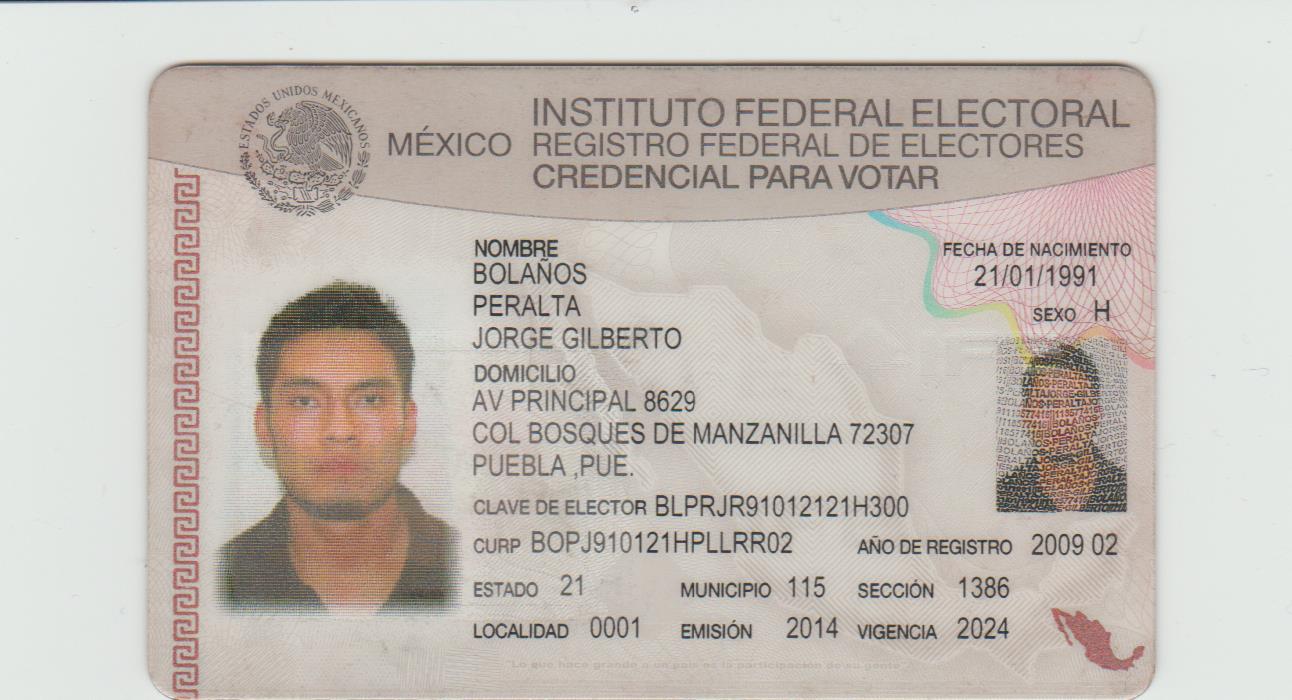 ESTADOS UNIDOS MEXICANOS
MÉXICO
INSTITUTO FEDERAL ELECTORAL
REGISTRO FEDERAL DE ELECTORES
CREDENCIAL PARA VOTAR
NOMBRE
BOLAÑOS
PERALTA
JORGE GILBERTO
FECHA DE NACIMIENTO
21/01/1991
SEXO H
DOMICILIO
AV PRINCIPAL 8629
COL BOSQUES DE MANZANILLA 72307
PUEBLA ,PUE.
CLAVE DE ELECTOR BLPRJR91012121H300
CURP BOPJ910121HPLLRR02 AÑO DE REGISTRO 2009 02
ESTADO 21 MUNICIPIO 115 SECCIÓN 1386
LOCALIDAD 0001 EMISIÓN 2014 VIGENCIA 2024
"Lo que hace grande a un país es la participación de su gente"